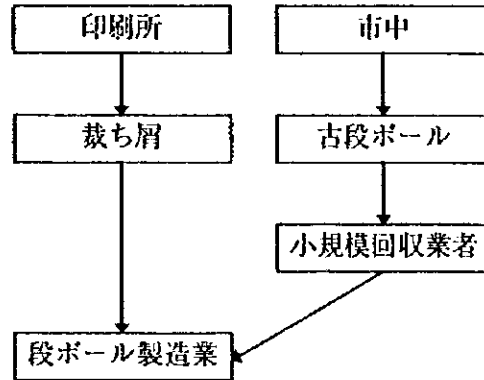 印刷所
市中
裁ち屑
古段ボール
小規模回収業者
段ボール製造業